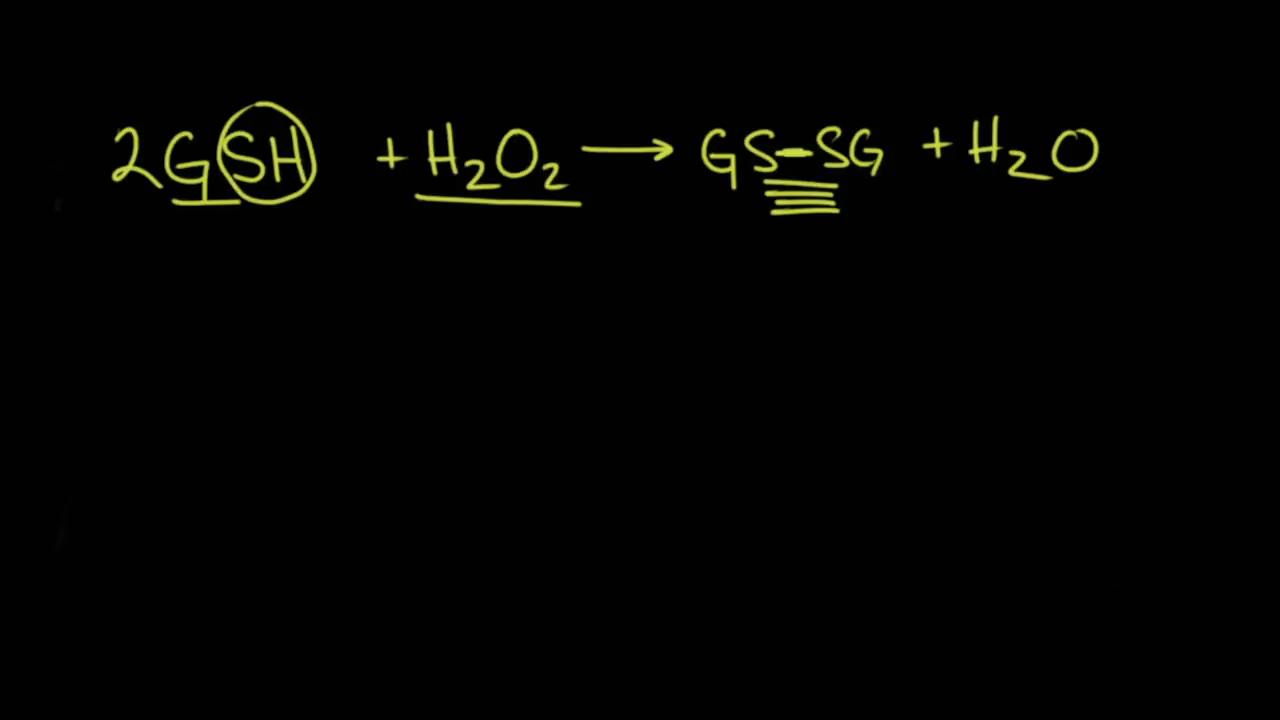 2GSH + H₂O₂ → GS-SG + H₂O